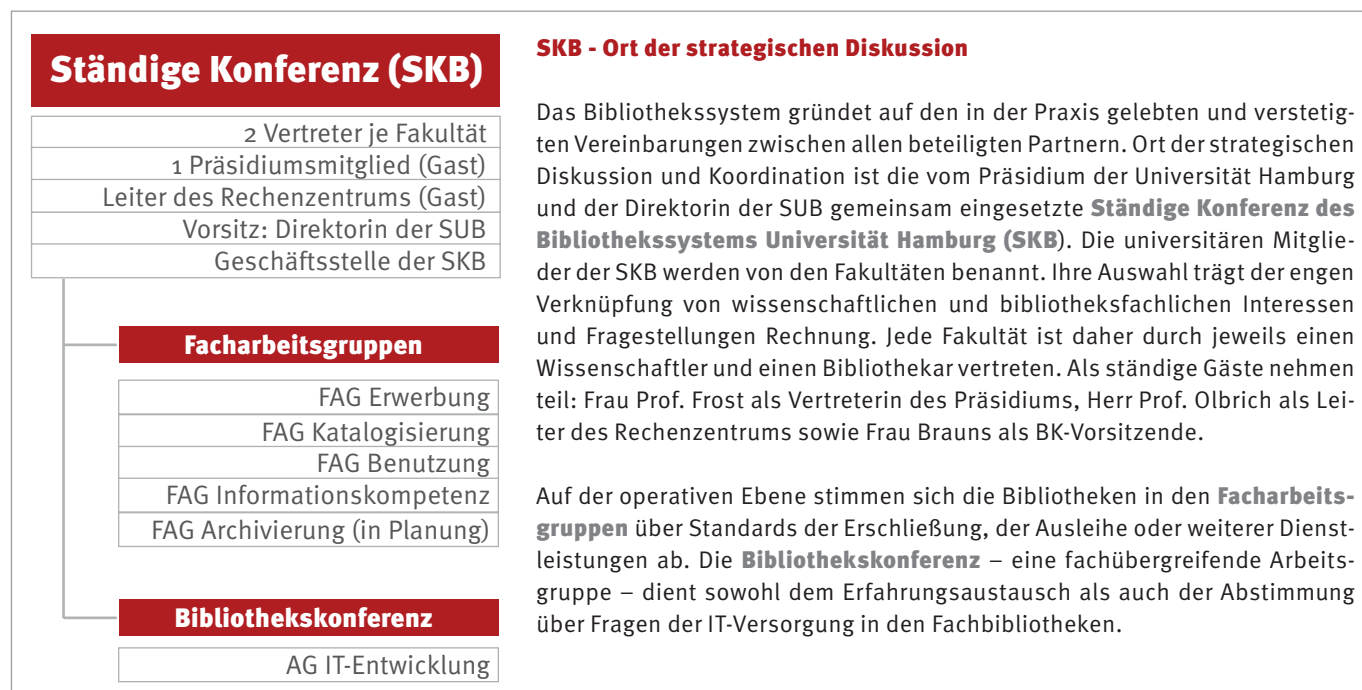 Ständige Konferenz (SKB)
2 Vertreter je Fakultät
1 Präsidiumsmitglied (Gast)
Leiter des Rechenzentrums (Gast)
Vorsitz: Direktorin der SUB
Geschäftsstelle der SKB
Facharbeitsgruppen
FAG Erwerbung
FAG Katalogisierung
FAG Benutzung
FAG Informationskompetenz
FAG Archivierung (in Planung)
Bibliothekskonferenz
AG IT-Entwicklung
SKB - Ort der strategischen Diskussion
Das Bibliothekssystem gründet auf den in der Praxis gelebten und verstetig-
ten Vereinbarungen zwischen allen beteiligten Partnern. Ort der strategischen
Diskussion und Koordination ist die vom Präsidium der Universität Hamburg
und der Direktorin der SUB gemeinsam eingesetzte Ständige Konferenz des
Bibliothekssystems Universität Hamburg (SKB). Die universitären Mitglie-
der der SKB werden von den Fakultäten benannt. Ihre Auswahl trägt der engen
Verknüpfung von wissenschaftlichen und bibliotheksfachlichen Interessen
und Fragestellungen Rechnung. Jede Fakultät ist daher durch jeweils einen
Wissenschaftler und einen Bibliothekar vertreten. Als ständige Gäste nehmen
teil: Frau Prof. Frost als Vertreterin des Präsidiums, Herr Prof. Olbrich als Lei-
ter des Rechenzentrums sowie Frau Brauns als BK-Vorsitzende.
Auf der operativen Ebene stimmen sich die Bibliotheken in den Facharbeits-
gruppen über Standards der Erschließung, der Ausleihe oder weiterer Dienst-
leistungen ab. Die Bibliothekskonferenz – eine fachübergreifende Arbeits-
gruppe – dient sowohl dem Erfahrungsaustausch als auch der Abstimmung
über Fragen der IT-Versorgung in den Fachbibliotheken.